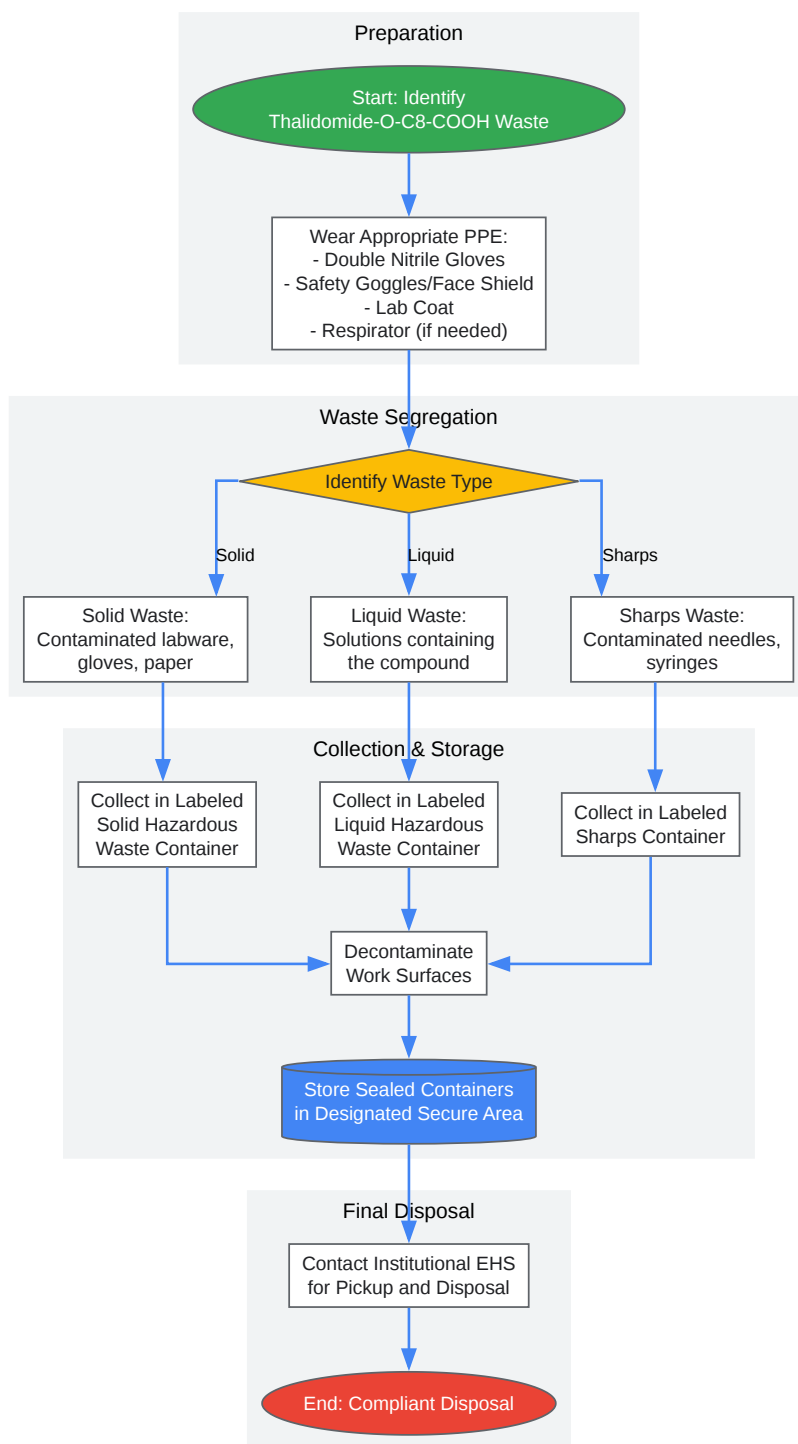 Preparation
Start: Identify
Thalidomide-O-C8-COOH Waste
Wear Appropriate PPE:
- Double Nitrile Gloves
- Safety Goggles/Face Shield
- Lab Coat
- Respirator (if needed)
Waste Segregation
Identify Waste Type
Solid
Liquid
Sharps
Solid Waste:
Contaminated labware,
gloves, paper
Liquid Waste:
Solutions containing
the compound
Sharps Waste:
Contaminated needles,
syringes
Collection & Storage
Collect in Labeled
Solid Hazardous
Waste Container
Collect in Labeled
Liquid Hazardous
Waste Container
Collect in Labeled
Sharps Container
Decontaminate
Work Surfaces
Store Sealed Containers
in Designated Secure Area
Final Disposal
Contact Institutional EHS
for Pickup and Disposal
End: Compliant Disposal